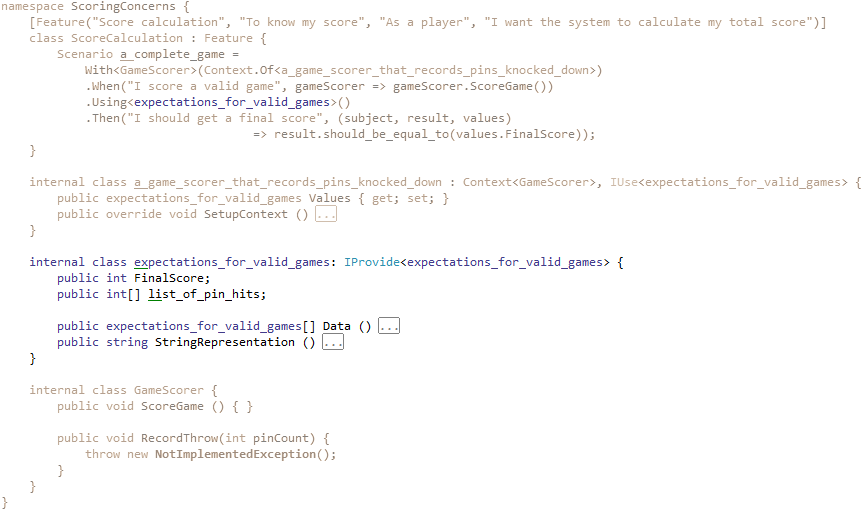 namespace ScoringConcerns {
[Feature("Score calculation", "To know my score", "As a player", "I want the system to calculate my total score")]
class ScoreCalculation : Feature {
Scenario a_complete_game =
With<GameScorer>(Context.Of<a_game_scorer_that_records_pins_knocked_down>)
.When("I score a valid game", gameScorer => gameScorer.ScoreGame())
.Using<expectations_for_valid_games>()
.Then("I should get a final score", (subject, result, values)
=> result.should_be_equal_to(values.FinalScore));
}
internal class a_game_scorer_that_records_pins_knocked_down : Context<GameScorer>, IUse<expectations_for_valid_games> {
public expectations_for_valid_games Values { get; set; }
public override void SetupContext () ...
}
internal class expectations_for_valid_games: IProvide<expectations_for_valid_games> {
public int FinalScore;
public int[] list_of_pin_hits;
public expectations_for_valid_games[] Data () ...
public string StringRepresentation () ...
}
internal class GameScorer {
public void ScoreGame () { }
public void RecordThrow(int pinCount) {
throw new NotImplementedException();
}
}
}